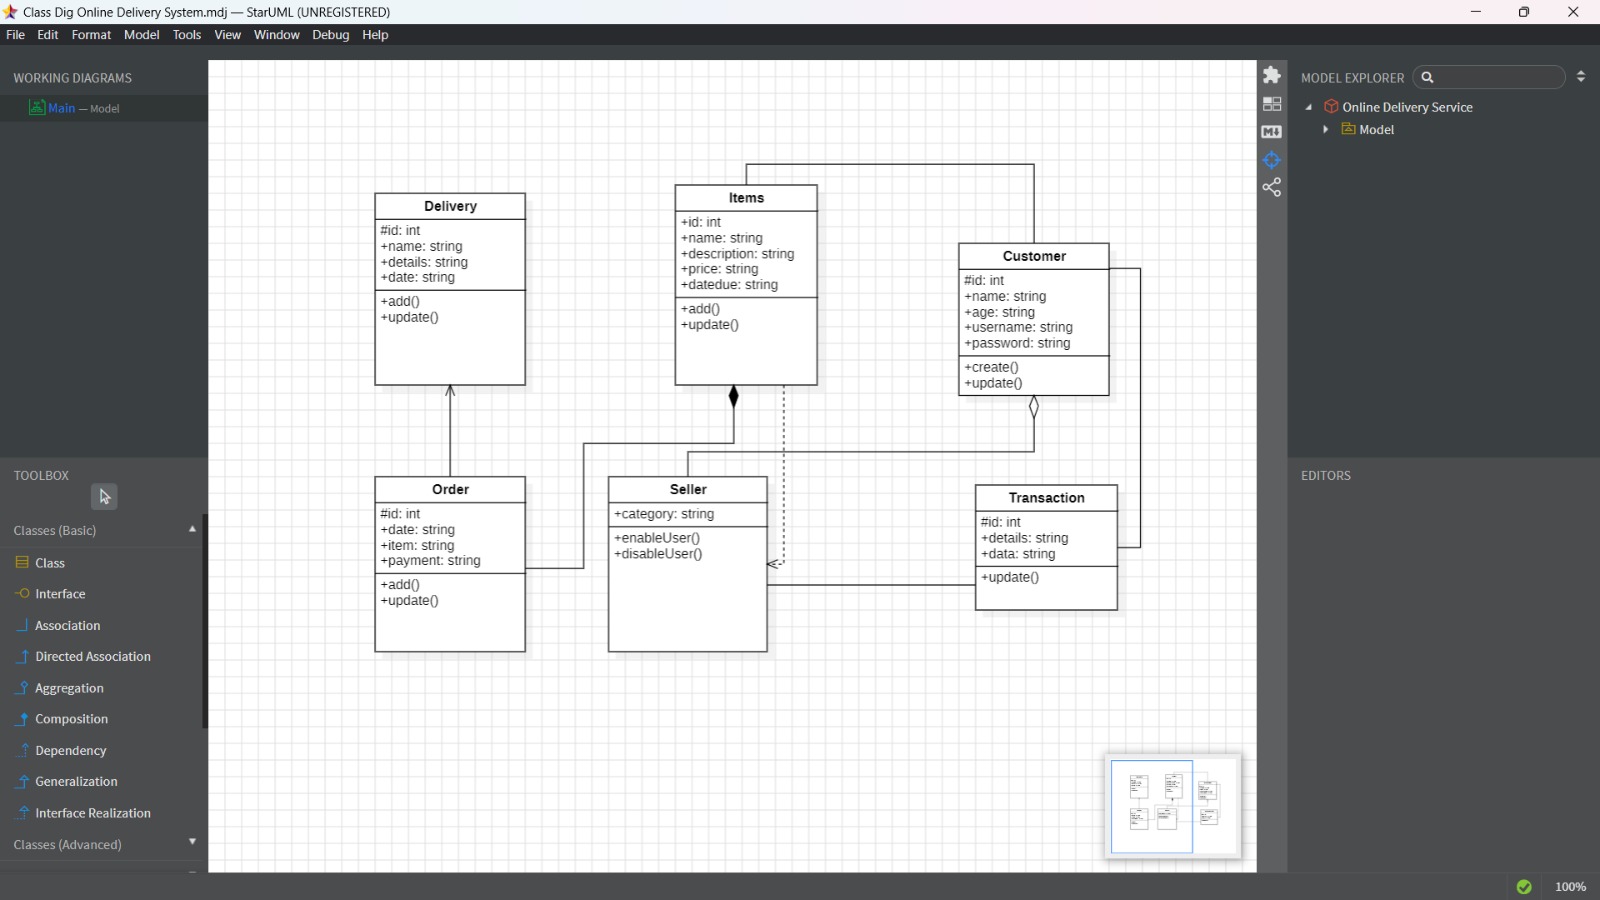 Class Dig Online Delivery System.mdj — StarUML (UNREGISTERED)
File Edit Format Model Tools View Window Debug Help
WORKING DIAGRAMS
Main — Model
TOOLBOX
Classes (Basic)
Class
Interface
Association
Directed Association
Aggregation
Composition
Dependency
Generalization
Interface Realization
Classes (Advanced)
Delivery
#id: int
+name: string
+details: string
+date: string
+add()
+update()
Items
+id: int
+name: string
+description: string
+price: string
+datedue: string
+add()
+update()
Customer
#id: int
+name: string
+age: string
+username: string
+password: string
+create()
+update()
Order
#id: int
+date: string
+item: string
+payment: string
+add()
+update()
Seller
+category: string
+enableUser()
+disableUser()
Transaction
#id: int
+details: string
+data: string
+update()
M
MODEL EXPLORER
Online Delivery Service
Model
EDITORS
100%